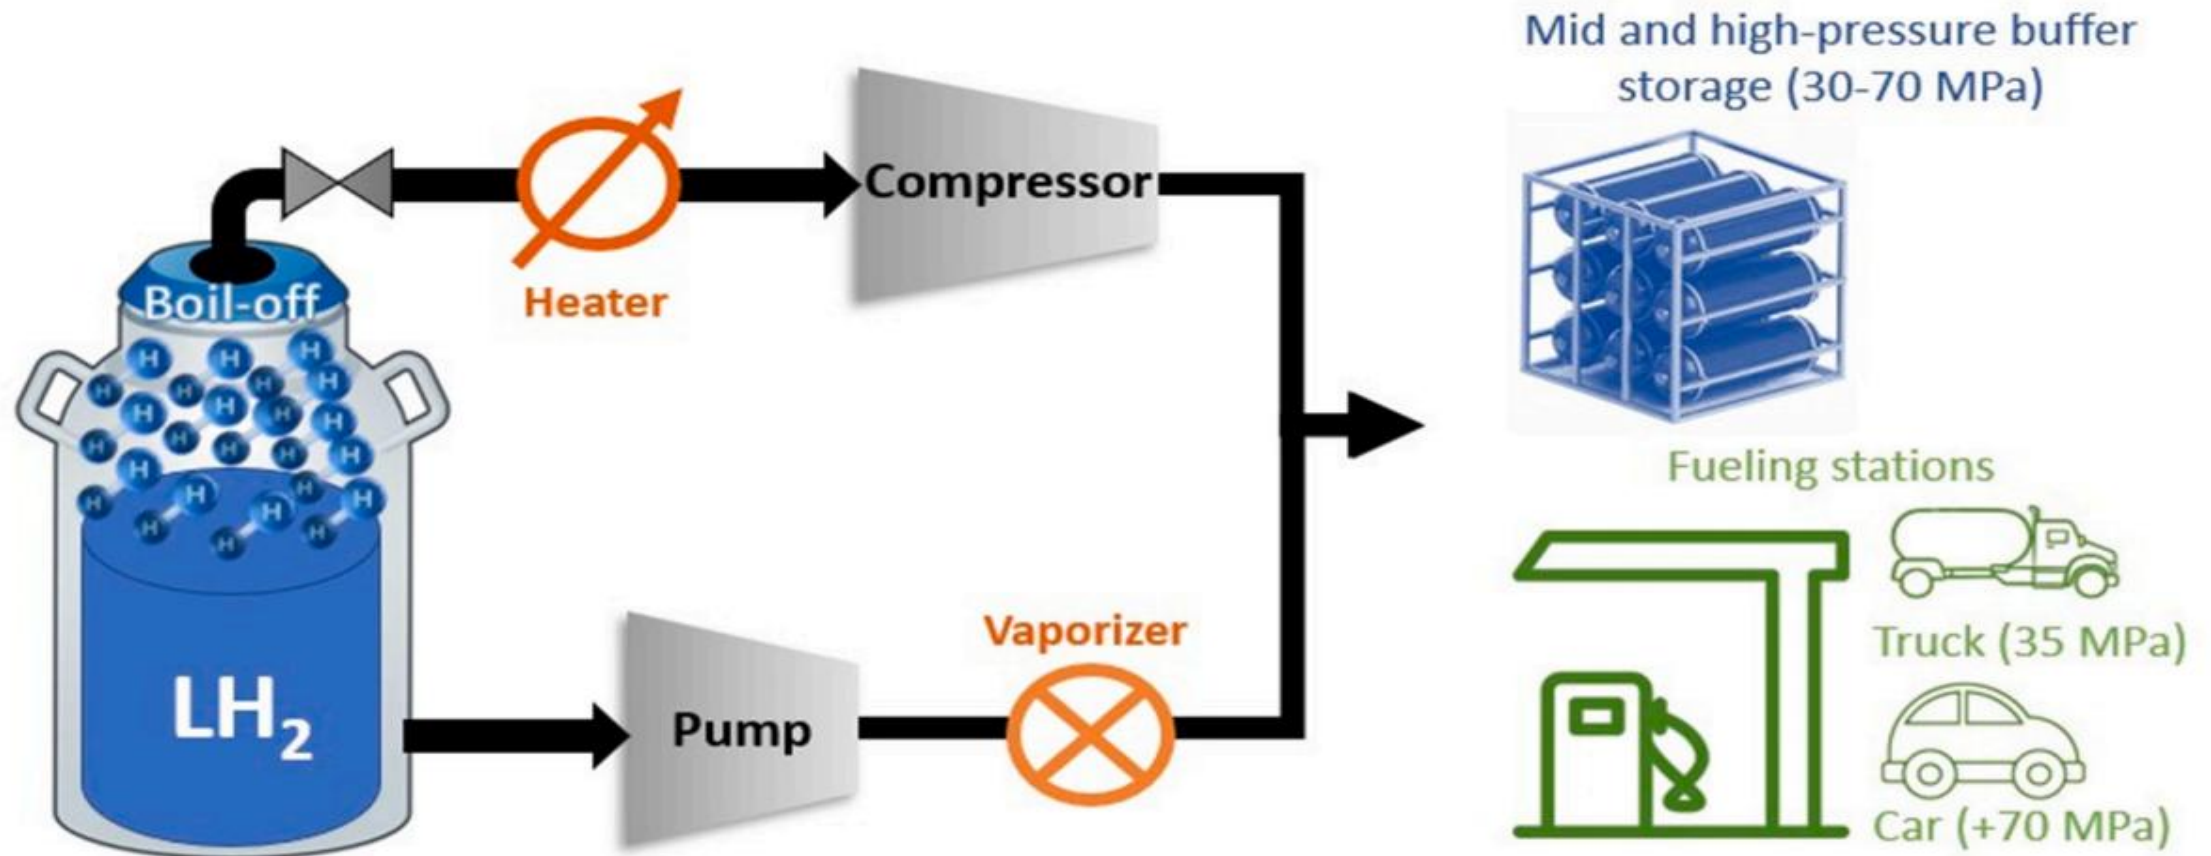 Mid and high-pressure buffer
storage (30-70 MPa)
Compressor
Heater
Boil-off
H H H
H H H H
H H H H
H H H H
H H
H H H
H H H
H H
Fueling stations
Vaporizer
Truck (35 MPa)
LH₂
Pump
Car (+70 MPa)